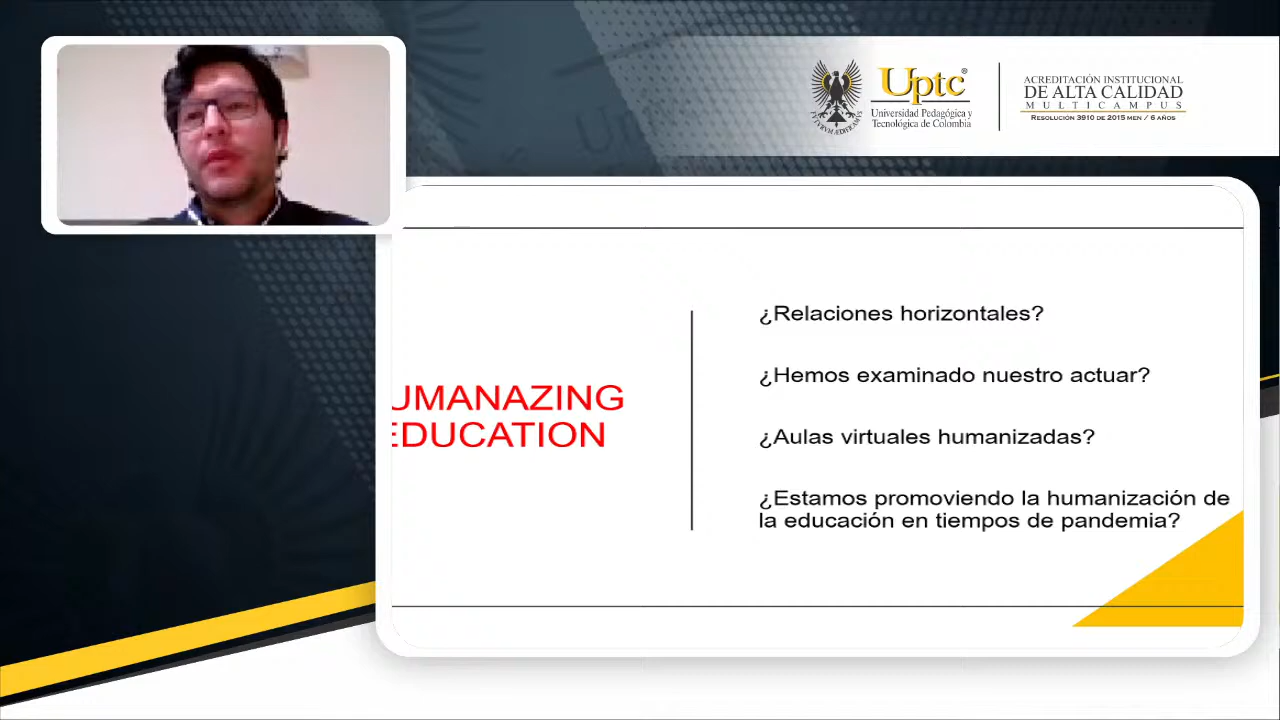 Uptc®
Universidad Pedagógica y
Tecnológica de Colombia
ACREDITACIÓN INSTITUCIONAL
DE ALTA CALIDAD
MULTICAMPUS
RESOLUCIÓN 3910 DE 2015 MEN / 6 AÑOS
¿Relaciones horizontales?
¿Hemos examinado nuestro actuar?
UMANAZING
EDUCATION
¿Aulas virtuales humanizadas?
¿Estamos promoviendo la humanización de
la educación en tiempos de pandemia?